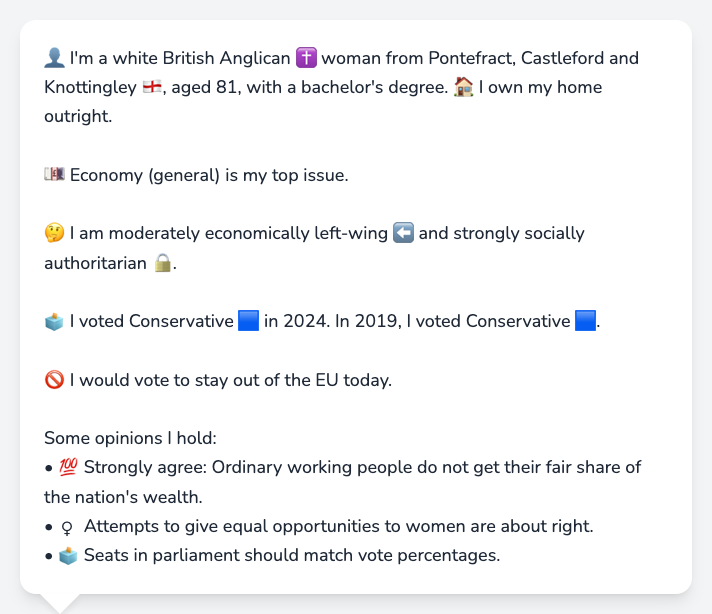 👤 I'm a white British Anglican ✝️ woman from Pontefract, Castleford and
Knottingley 🏴󠁧󠁢󠁥󠁮󠁧󠁿, aged 81, with a bachelor's degree. 🏠 I own my home
outright.
💷 Economy (general) is my top issue.
🤔 I am moderately economically left-wing ⬅️ and strongly socially
authoritarian 🔒.
🗳️ I voted Conservative 🟦 in 2024. In 2019, I voted Conservative 🟦.
🚫 I would vote to stay out of the EU today.
Some opinions I hold:
• 💯 Strongly agree: Ordinary working people do not get their fair share of
the nation's wealth.
• ♀ Attempts to give equal opportunities to women are about right.
• 🗳️ Seats in parliament should match vote percentages.